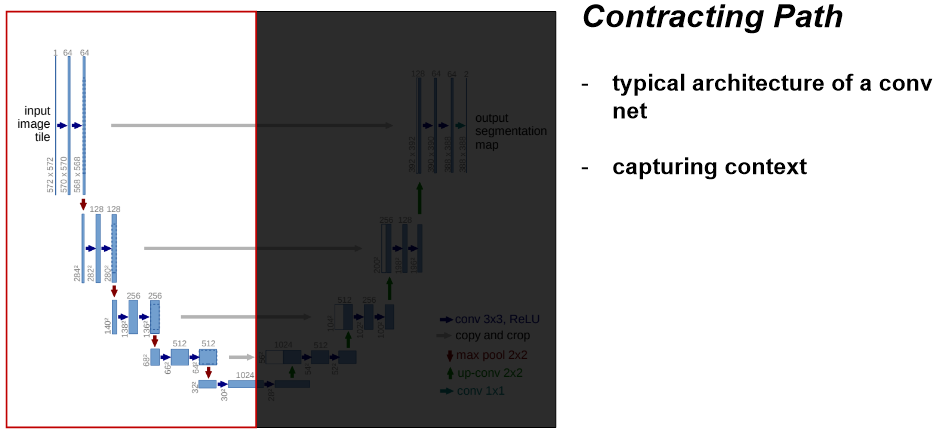 Contracting Path
- typical architecture of a conv
net
- capturing context
1 64 64
input
image
tile
572 x 572
570 x 570
568 x 568
128 128
284²
282²
280²
256 256
140²
138²
136²
512 512
68²
66²
64²
1024
32²
30²
28²
1024 512
512 256
256 128
128 64 64 2
output
segmentation
map
conv 3x3, ReLU
copy and crop
max pool 2x2
up-conv 2x2
conv 1x1